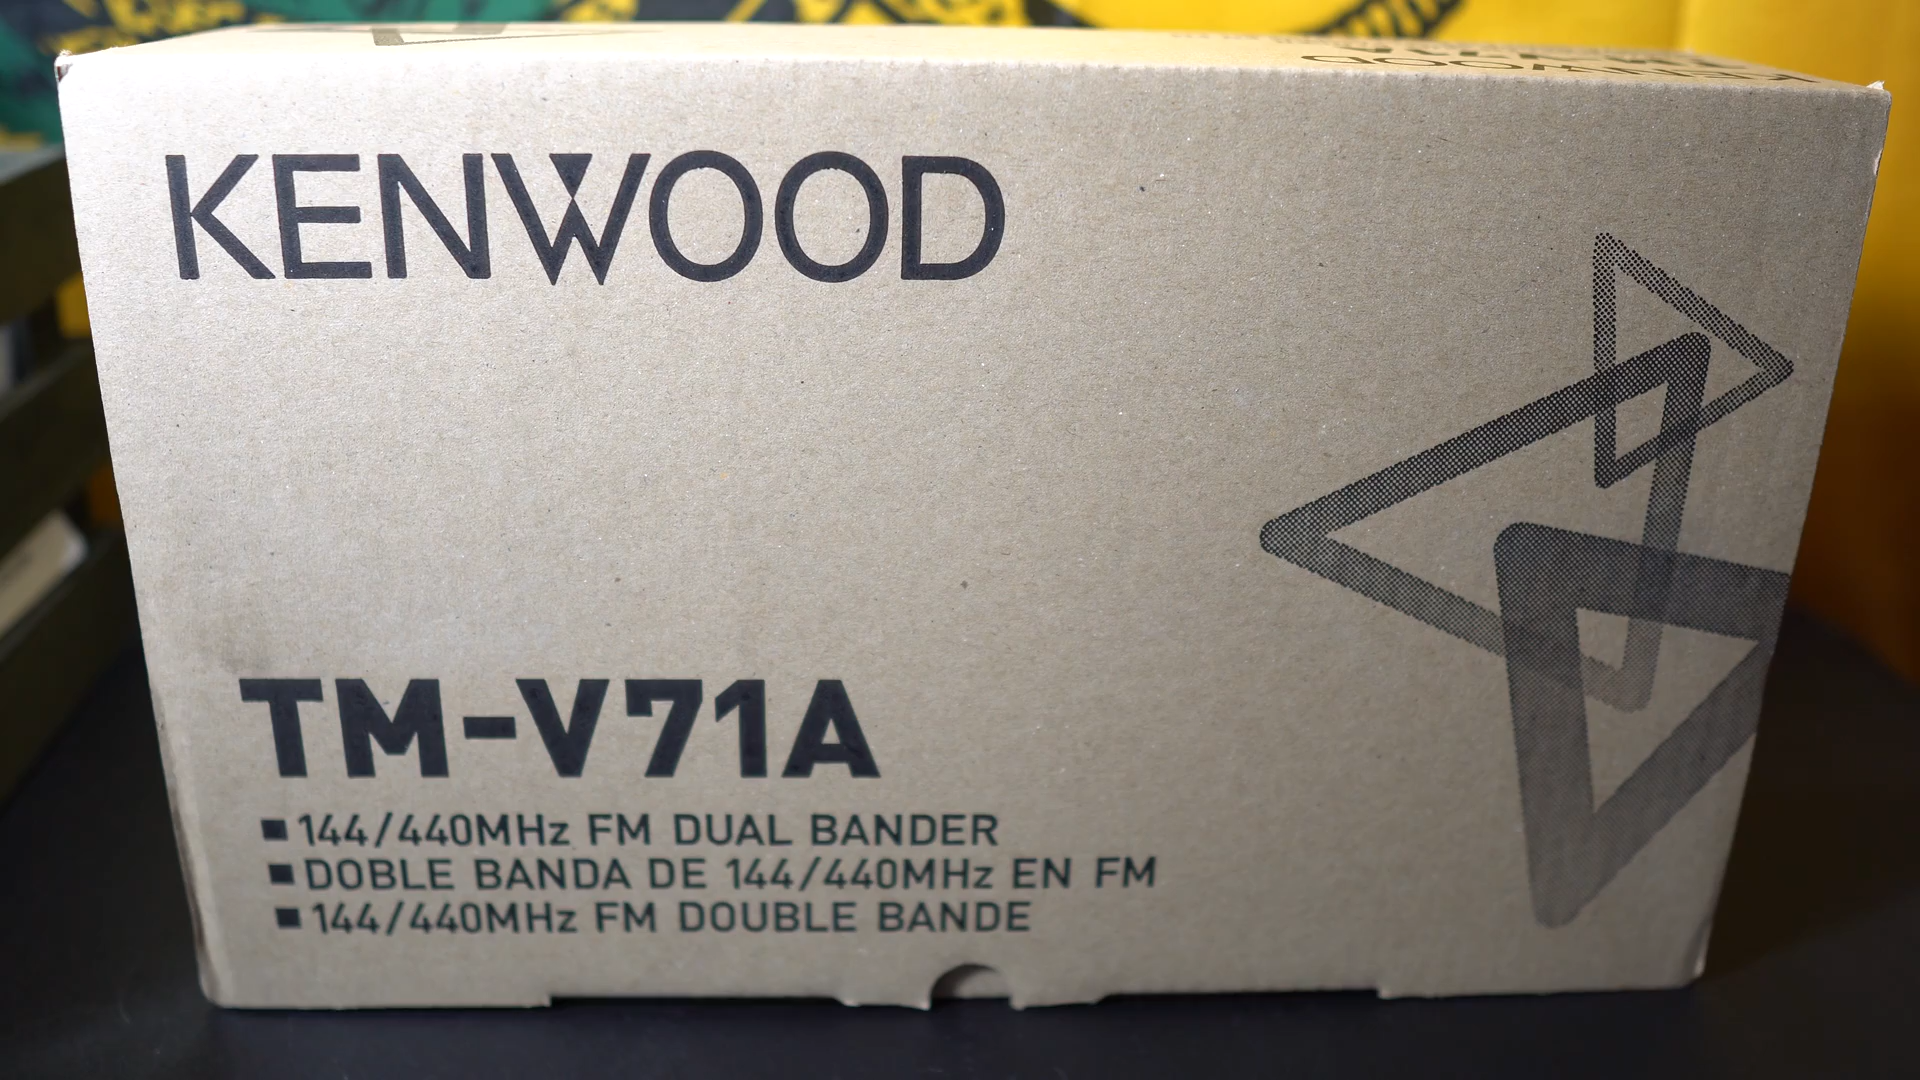 KENWOOD
KENWOOD
TM-V71A
■144/440MHz FM DUAL BANDER
■DOBLE BANDA DE 144/440MHz EN FM
■144/440MHz FM DOUBLE BANDE